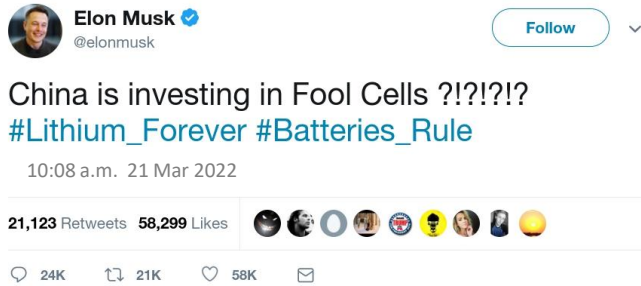 Elon Musk
@elonmusk
Follow
China is investing in Fool Cells ?!?!?!?
#Lithium_Forever #Batteries_Rule
10:08 a.m. 21 Mar 2022
21,123 Retweets 58,299 Likes
24K 21K 58K